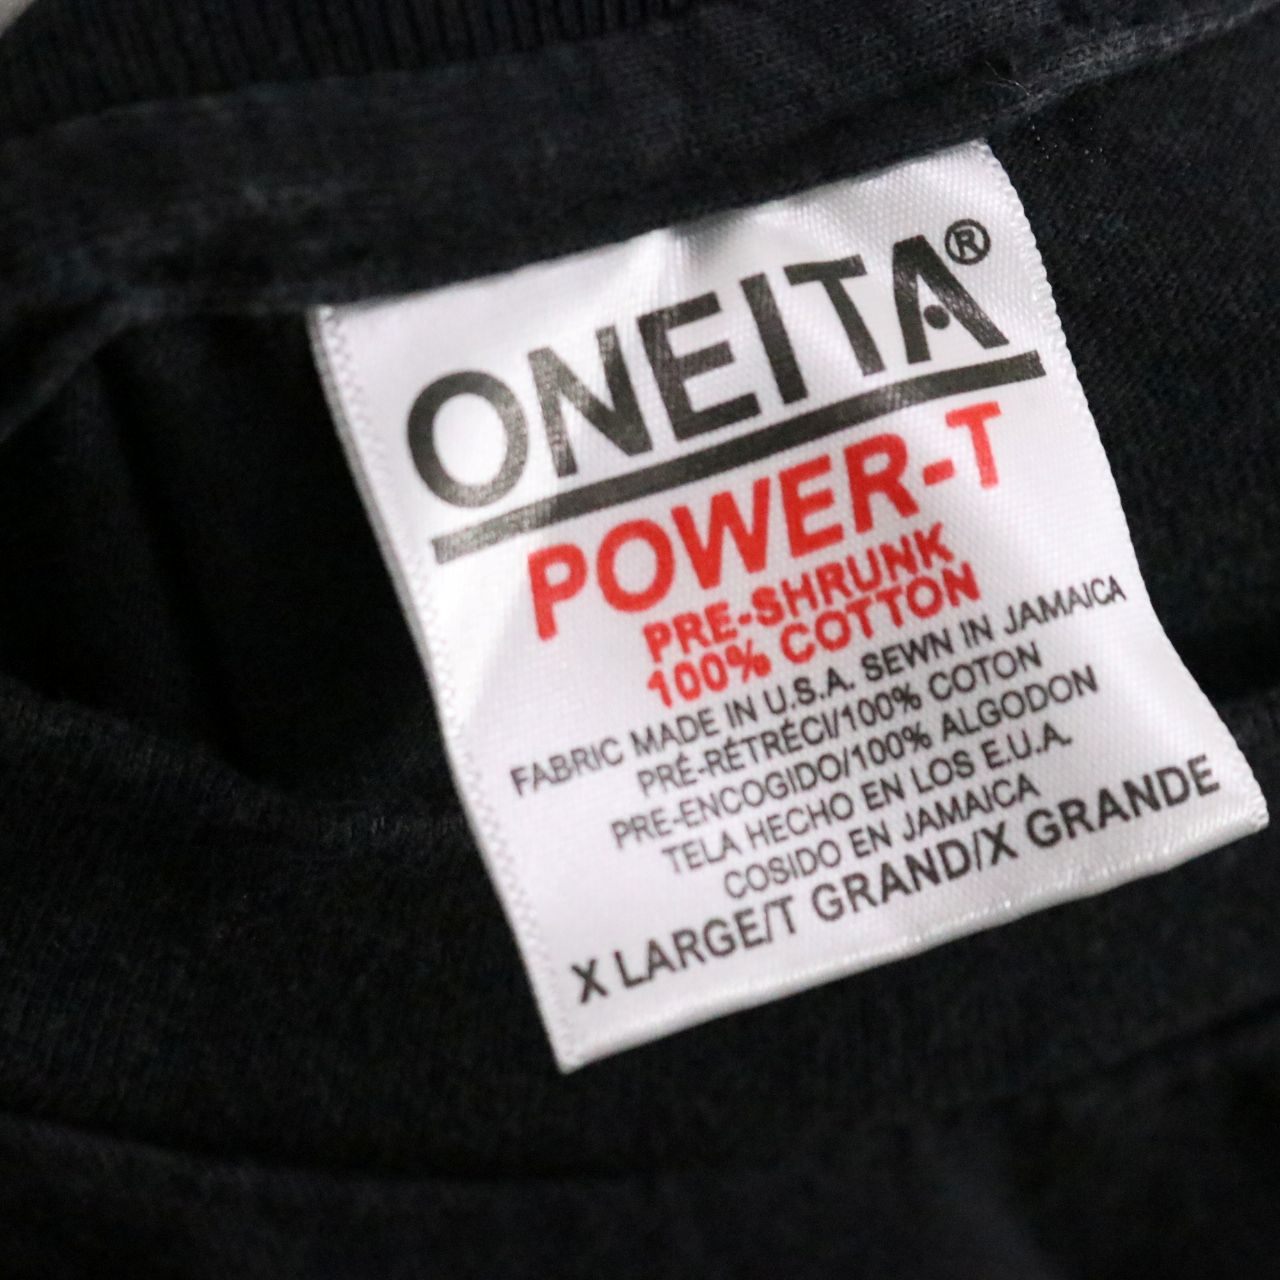 ONEITA®
POWER-T
PRE-SHRUNK
100% COTTON
FABRIC MADE IN U.S.A. SEWN IN JAMAICA
PRÉ-RÉTRÉCI/100% COTON
PRE-ENCOGIDO/100% ALGODON
TELA HECHO EN LOS E.U.A.
COSIDO EN JAMAICA
X LARGE/T GRAND/X GRANDE